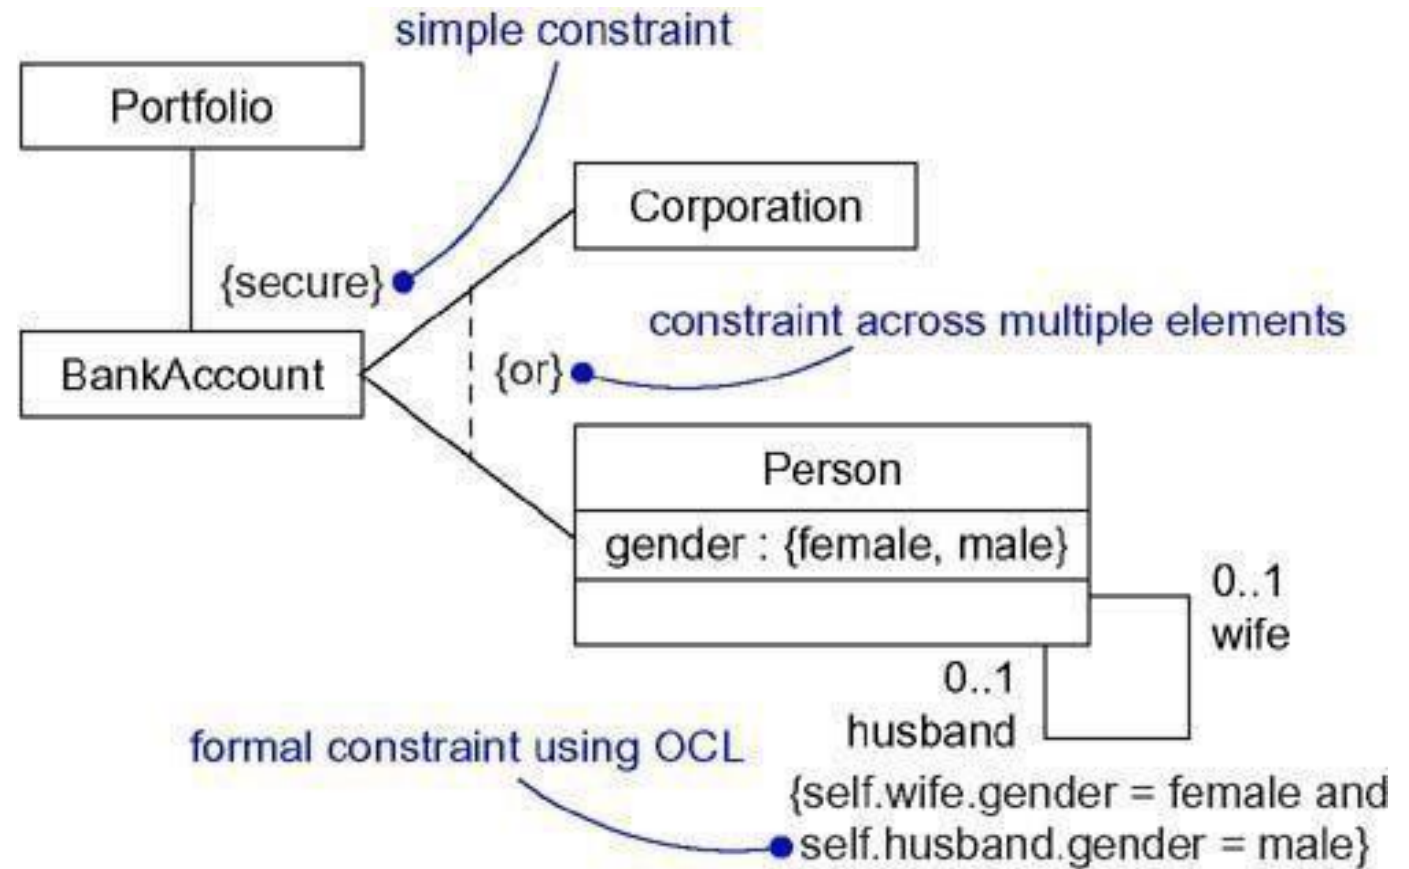 simple constraint
Portfolio
Corporation
{secure}
constraint across multiple elements
BankAccount
{or}
Person
gender : {female, male}
0..1
wife
0..1
husband
formal constraint using OCL
{self.wife.gender = female and
self.husband.gender = male}